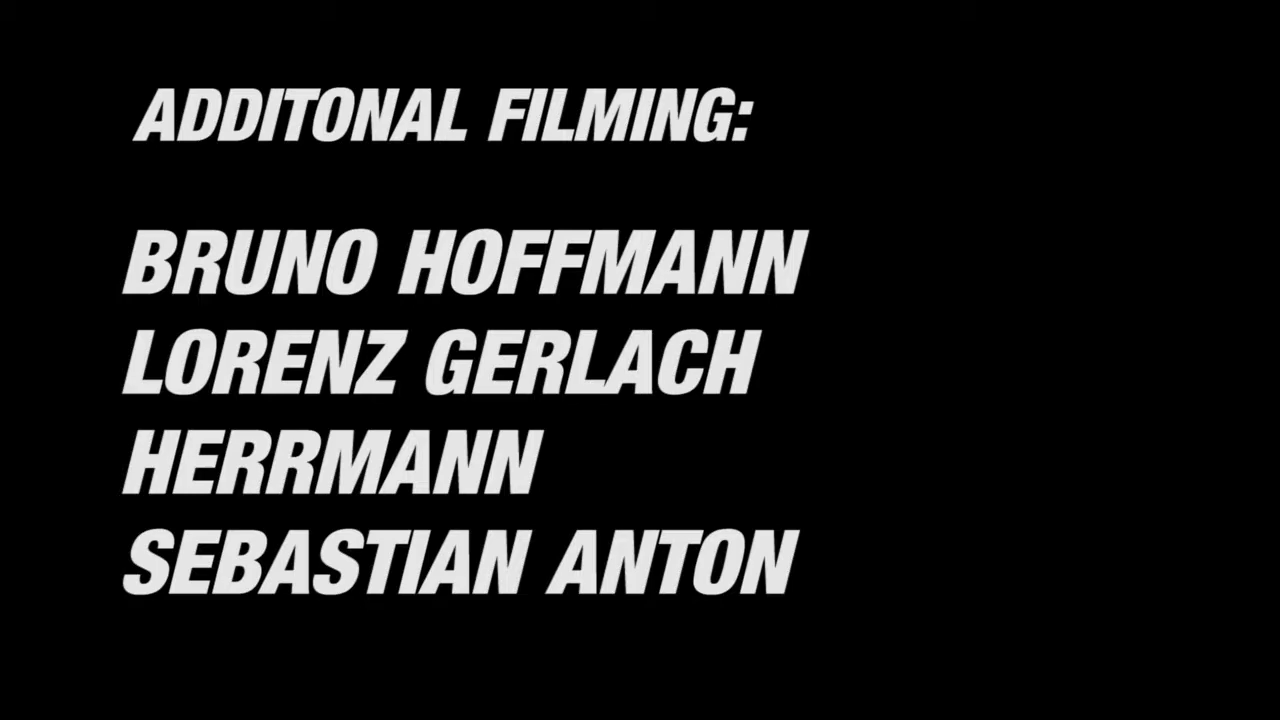 ADDITONAL FILMING:
BRUNO HOFFMANN
LORENZ GERLACH
HERRMANN
SEBASTIAN ANTON